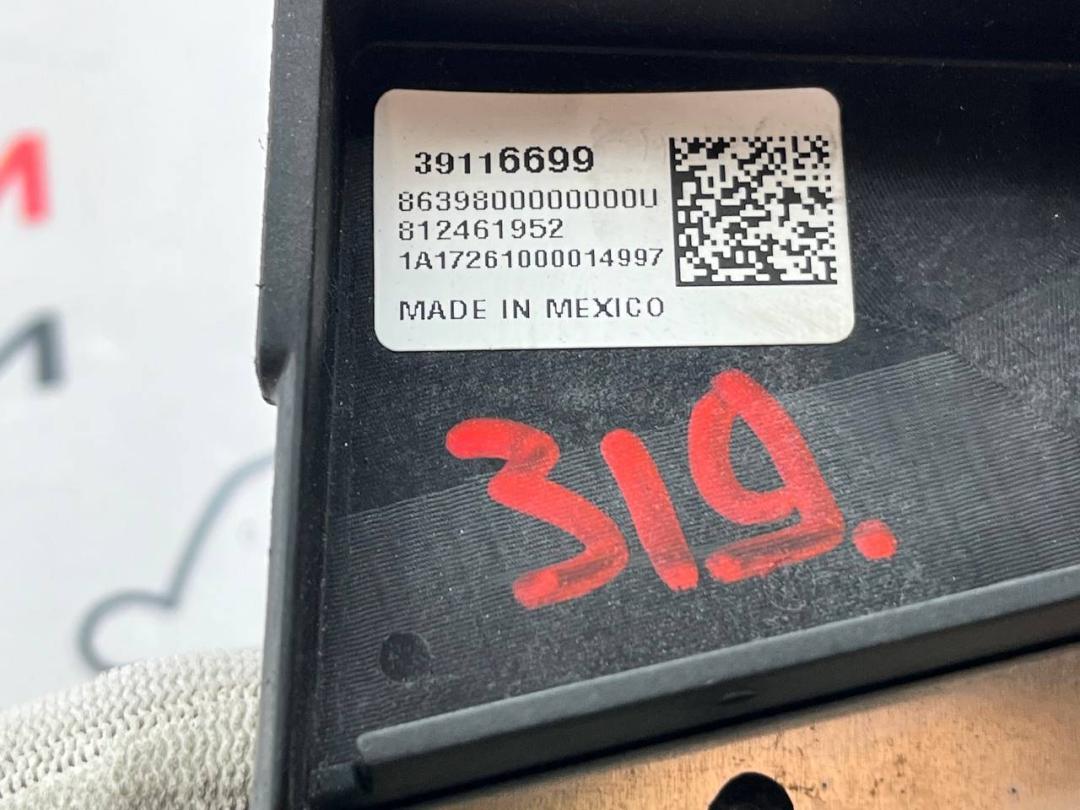 39116699
8639800000000U
812461952
1A17261000014997
MADE IN MEXICO
319.